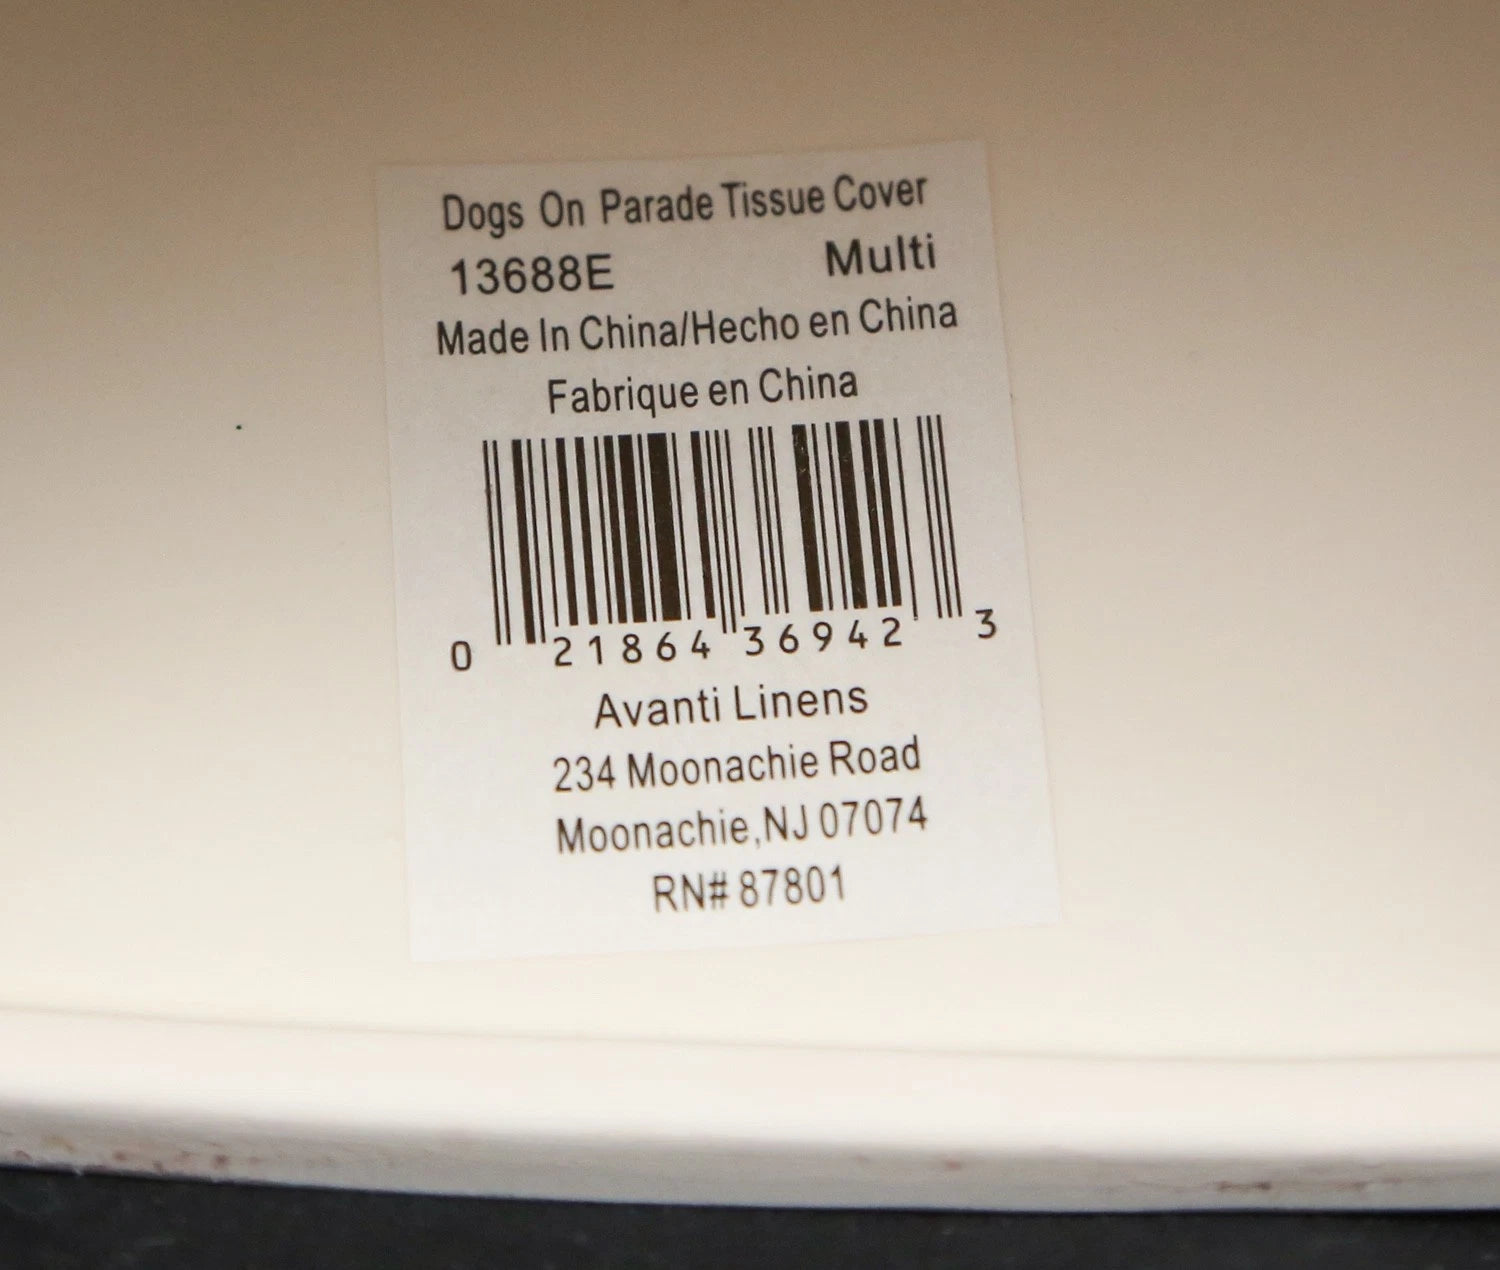 Dogs On Parade Tissue Cover
13688E Multi
Made In China/Hecho en China
Fabrique en China
0 21864 36942 3
Avanti Linens
234 Moonachie Road
Moonachie,NJ 07074
RN# 87801